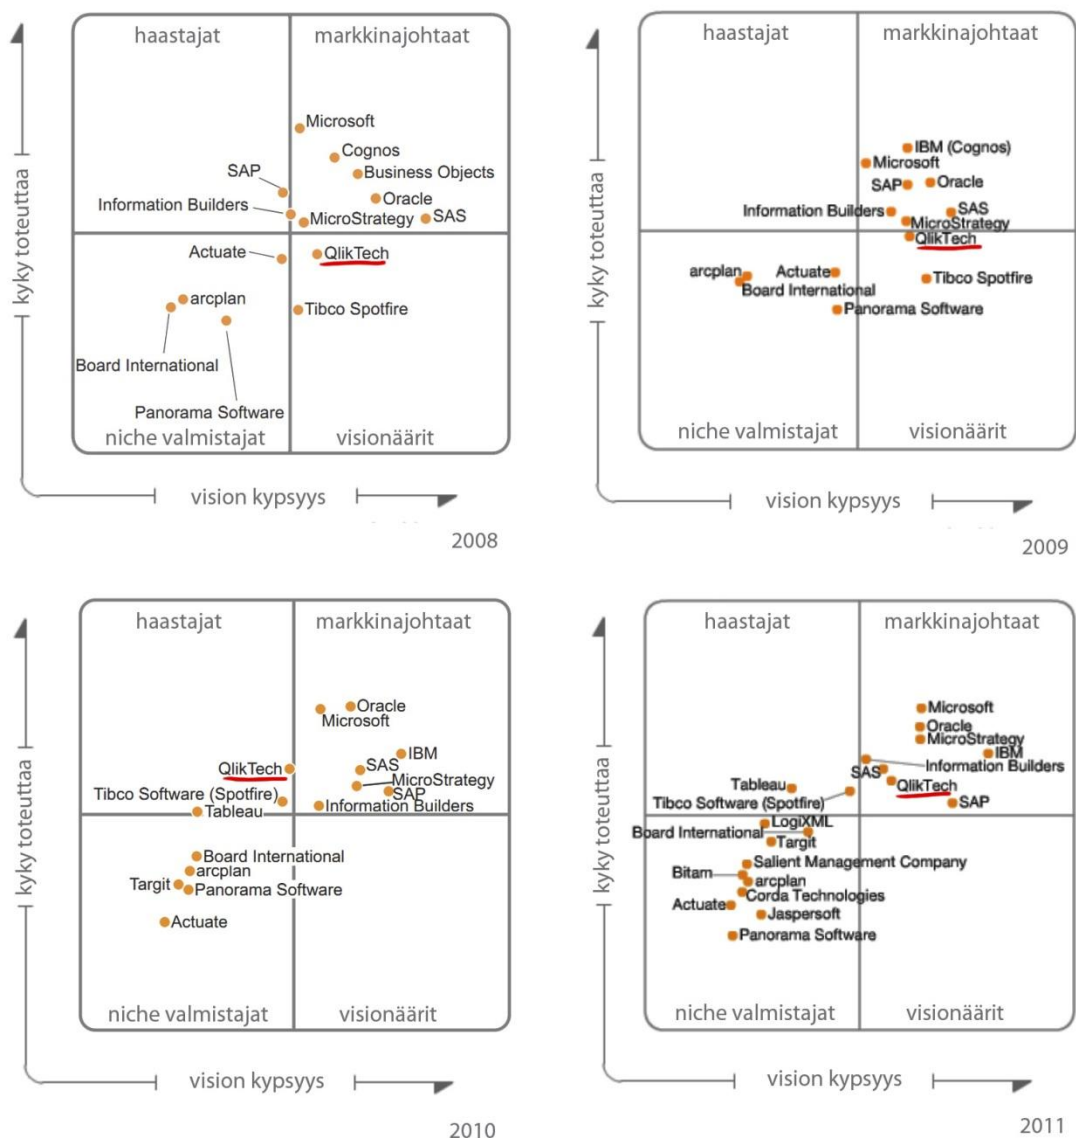 haastajat
markkinajohtaat
Microsoft
Cognos
SAP
Business Objects
Information Builders
Oracle
MicroStrategy
SAS
Actuate
QlikTech
arcplan
Tibco Spotfire
Board International
Panorama Software
niche valmistajat
visionäärit
kyky toteuttaa
vision kypsyys
2008
haastajat
markkinajohtaat
IBM (Cognos)
Microsoft
SAP
Oracle
Information Builders
SAS
MicroStrategy
QlikTech
arcplan
Actuate
Tibco Spotfire
Board International
Panorama Software
niche valmistajat
visionäärit
kyky toteuttaa
vision kypsyys
2009
haastajat
markkinajohtaat
Oracle
Microsoft
IBM
QlikTech
SAS
MicroStrategy
SAP
Tibco Software (Spotfire)
Information Builders
Tableau
Board International
arcplan
Targit
Panorama Software
Actuate
niche valmistajat
visionäärit
kyky toteuttaa
vision kypsyys
2010
haastajat
markkinajohtaat
Microsoft
Oracle
MicroStrategy
IBM
Information Builders
SAS
Tableau
QlikTech
Tibco Software (Spotfire)
SAP
LogiXML
Board International
Targit
Salient Management Company
Bitam
arcplan
Corda Technologies
Actuate
Jaspersoft
Panorama Software
niche valmistajat
visionäärit
kyky toteuttaa
vision kypsyys
2011